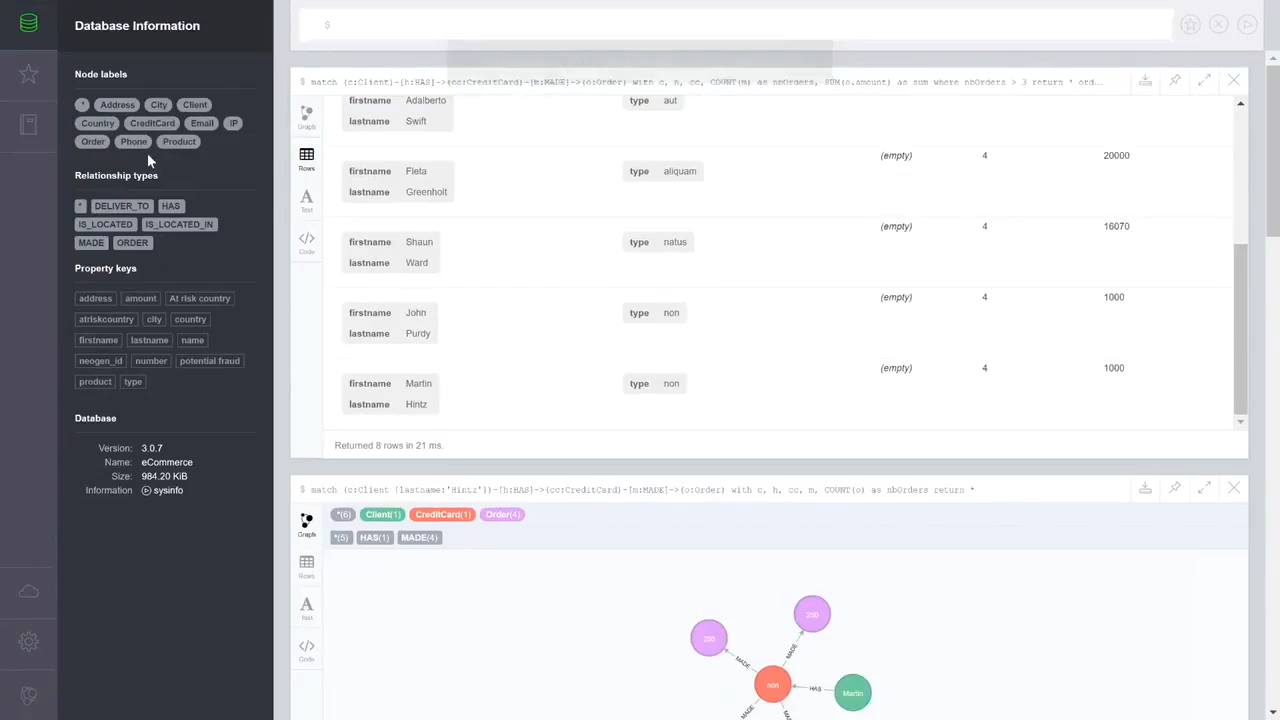 Database Information
Node labels
* Address City Client
Country CreditCard Email IP
Order Phone Product
Relationship types
* DELIVER_TO HAS
IS_LOCATED IS_LOCATED_IN
MADE ORDER
Property keys
address amount At risk country
atriskcountry city country
firstname lastname name
neogen_id number potential fraud
product type
Database
Version: 3.0.7
Name: eCommerce
Size: 984.20 KiB
Information sysinfo
$
$ match (c:Client)-[h:HAS]->(cc:CreditCard)-[m:MADE]->(o:Order) with c, h, cc, COUNT(m) as nbOrders, SUM(o.amount) as sum where nbOrders > 3 return * ord...
Graph
Rows
Text
Code
firstname Adalberto type aut
lastname Swift
(empty) 4 20000
firstname Fleta type aliquam
lastname Greenholt
(empty) 4 16070
firstname Shaun type natus
lastname Ward
(empty) 4 1000
firstname John type non
lastname Purdy
(empty) 4 1000
firstname Martin type non
lastname Hintz
Returned 8 rows in 21 ms.
$ match (c:Client {lastname:'Hintz'})-[h:HAS]->(cc:CreditCard)-[m:MADE]->(o:Order) with c, h, cc, m, COUNT(o) as nbOrders return *
Graph
Rows
Text
Code
*(6) Client(1) CreditCard(1) Order(4)
*(5) HAS(1) MADE(4)
250
250
MADE
MADE
non
HAS
Martin
MADE